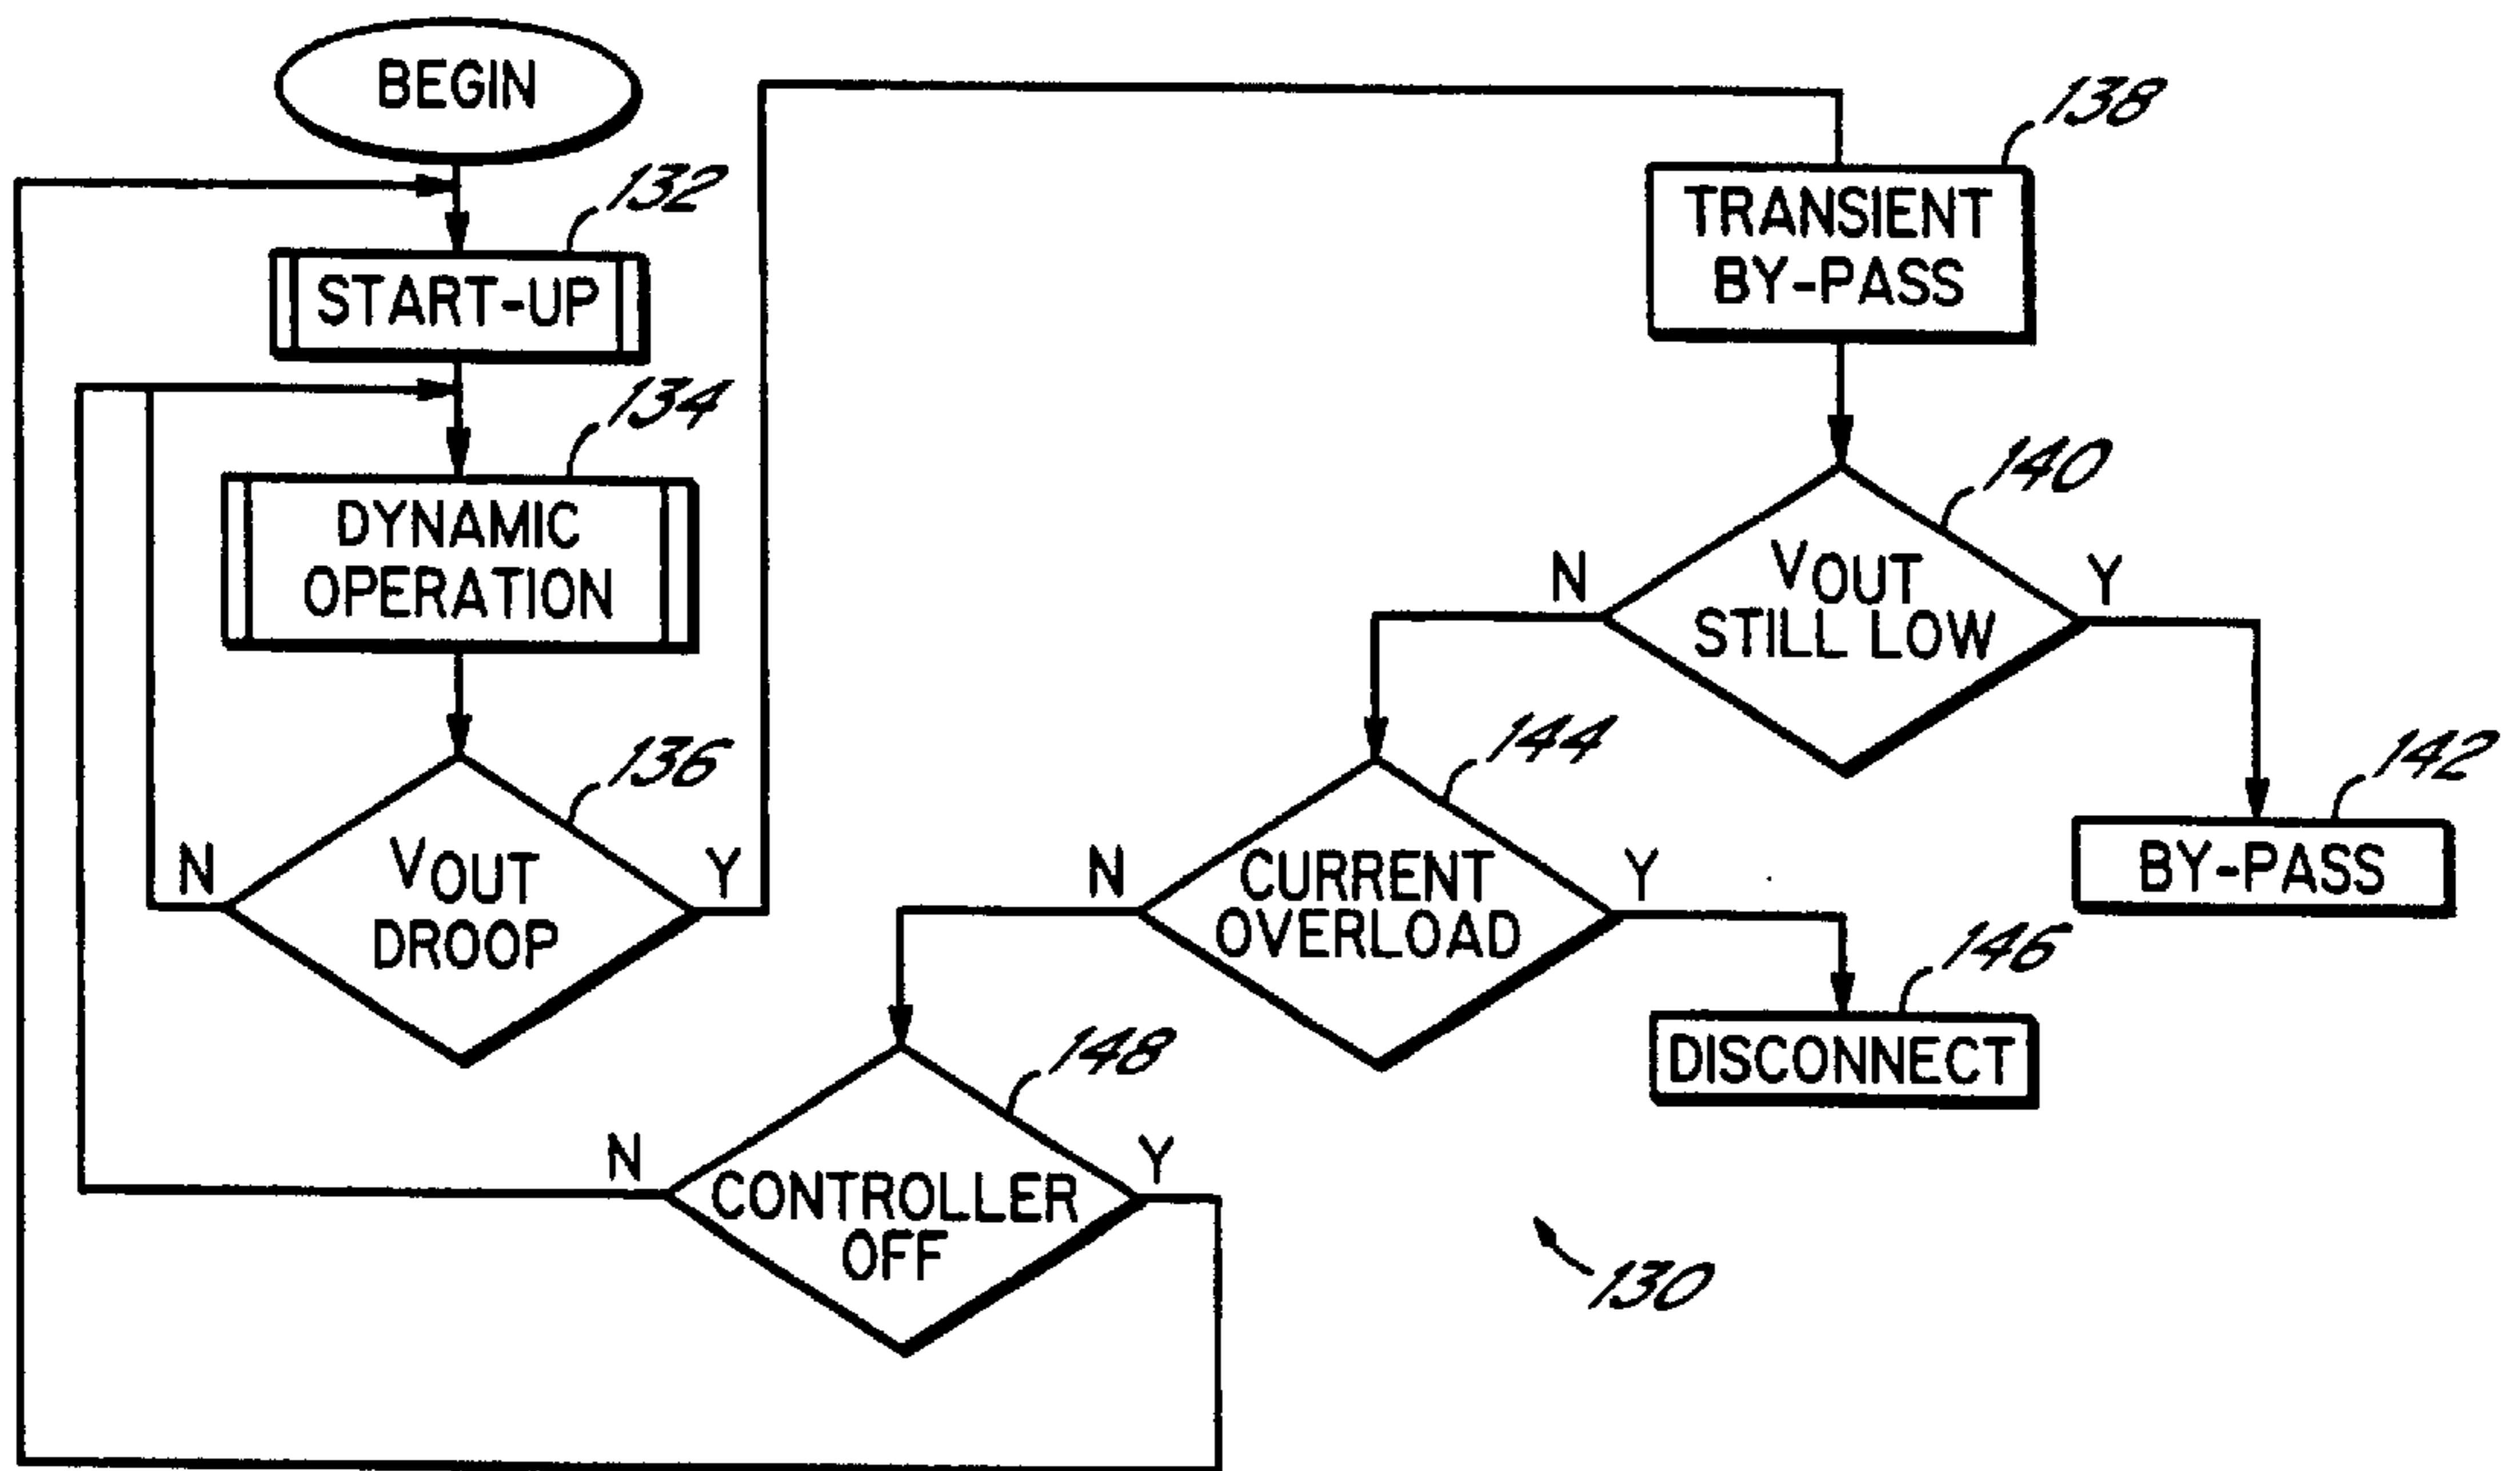 BEGIN
132
START-UP
134
DYNAMIC
OPERATION
136
N
VOUT
DROOP
Y
138
TRANSIENT
BY-PASS
140
N
VOUT
STILL LOW
Y
142
BY-PASS
144
N
CURRENT
OVERLOAD
Y
146
DISCONNECT
148
N
CONTROLLER
OFF
Y
130